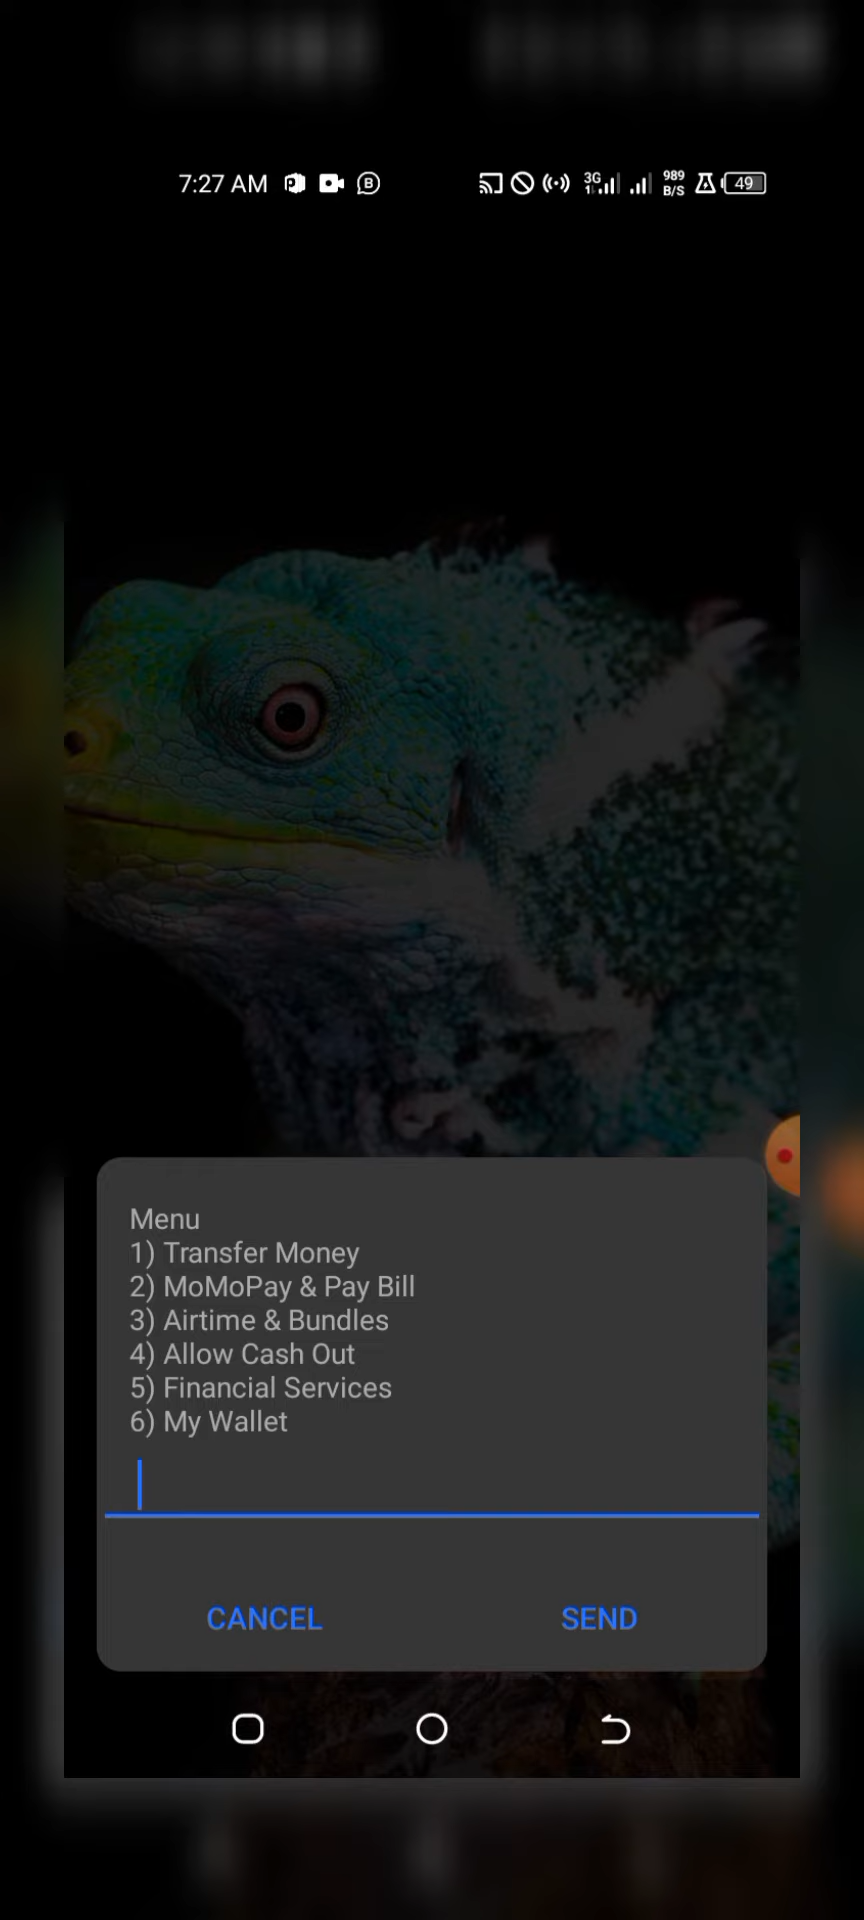 7:27 AM
3G
989
B/S
49
Menu
1) Transfer Money
2) MoMoPay & Pay Bill
3) Airtime & Bundles
4) Allow Cash Out
5) Financial Services
6) My Wallet
CANCEL
SEND